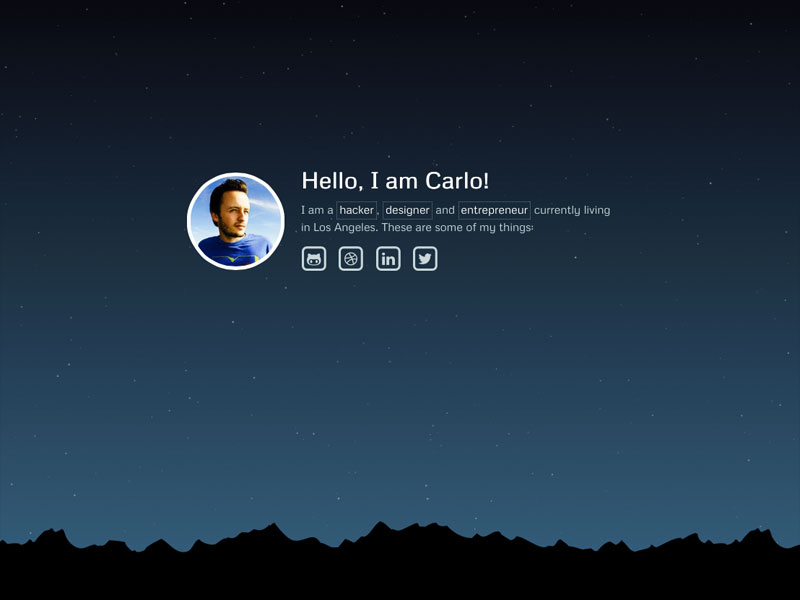 Hello, I am Carlo!
I am a hacker, designer and entrepreneur currently living
in Los Angeles. These are some of my things:
in